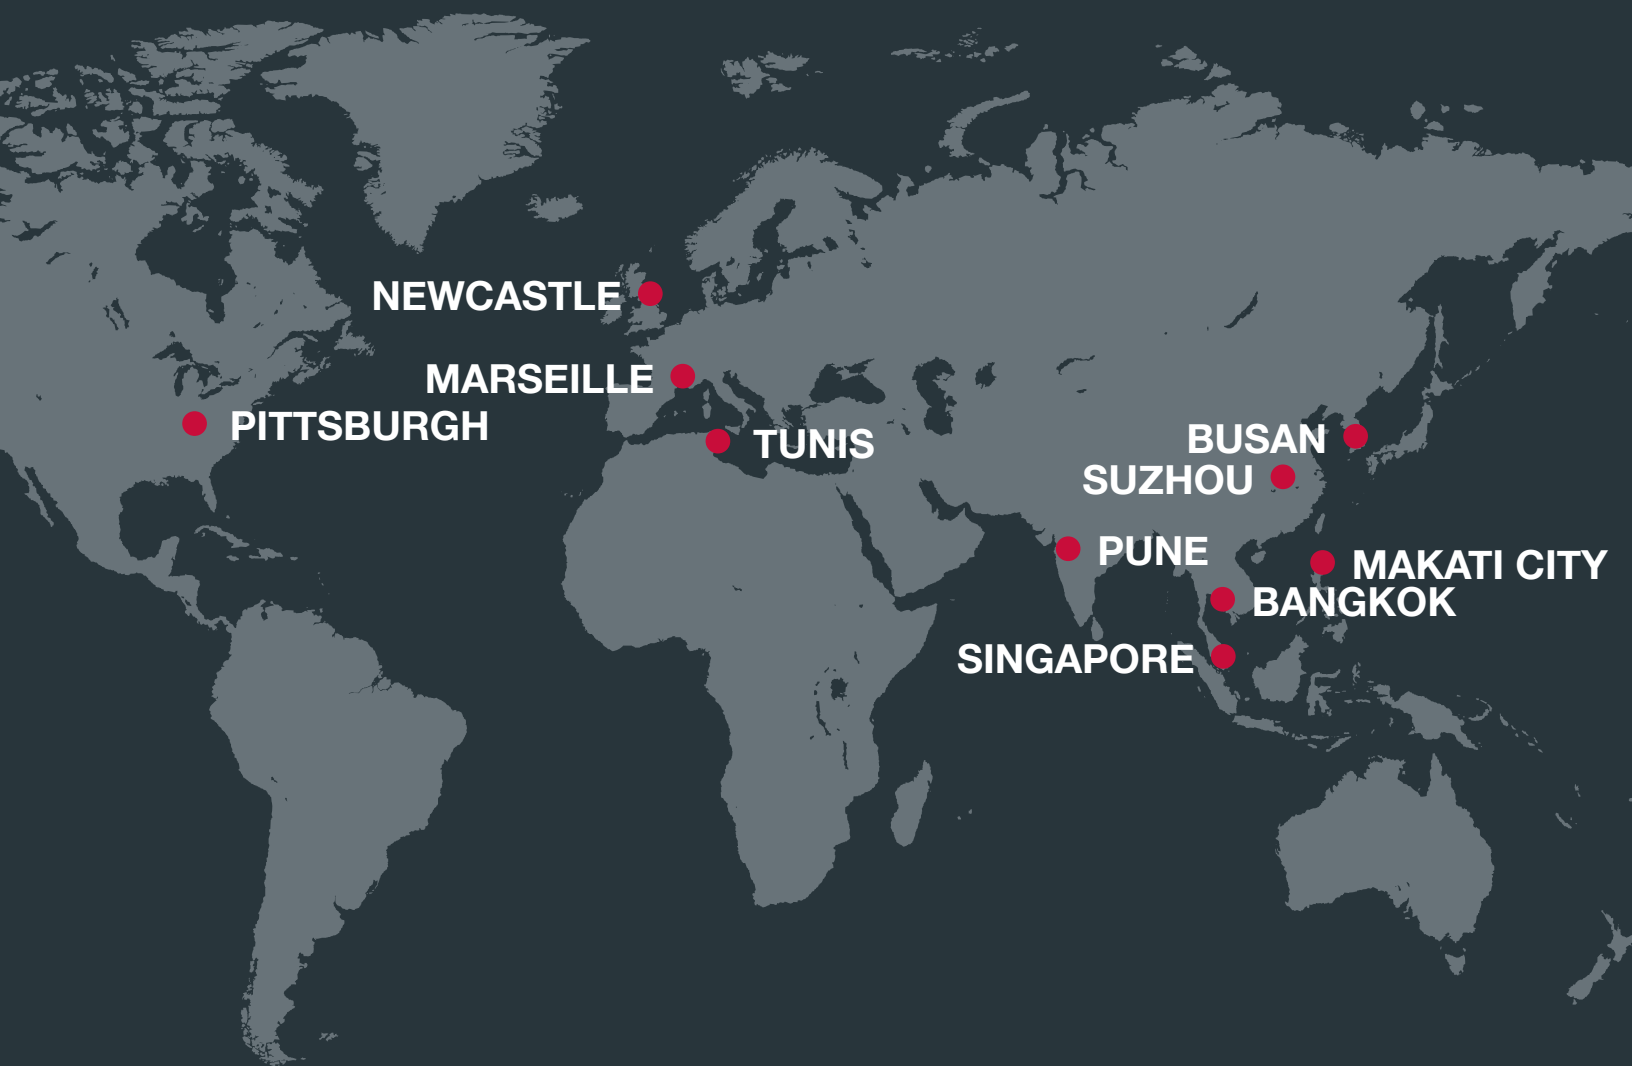 NEWCASTLE
MARSEILLE
PITTSBURGH
TUNIS
BUSAN
SUZHOU
PUNE
MAKATI CITY
BANGKOK
SINGAPORE